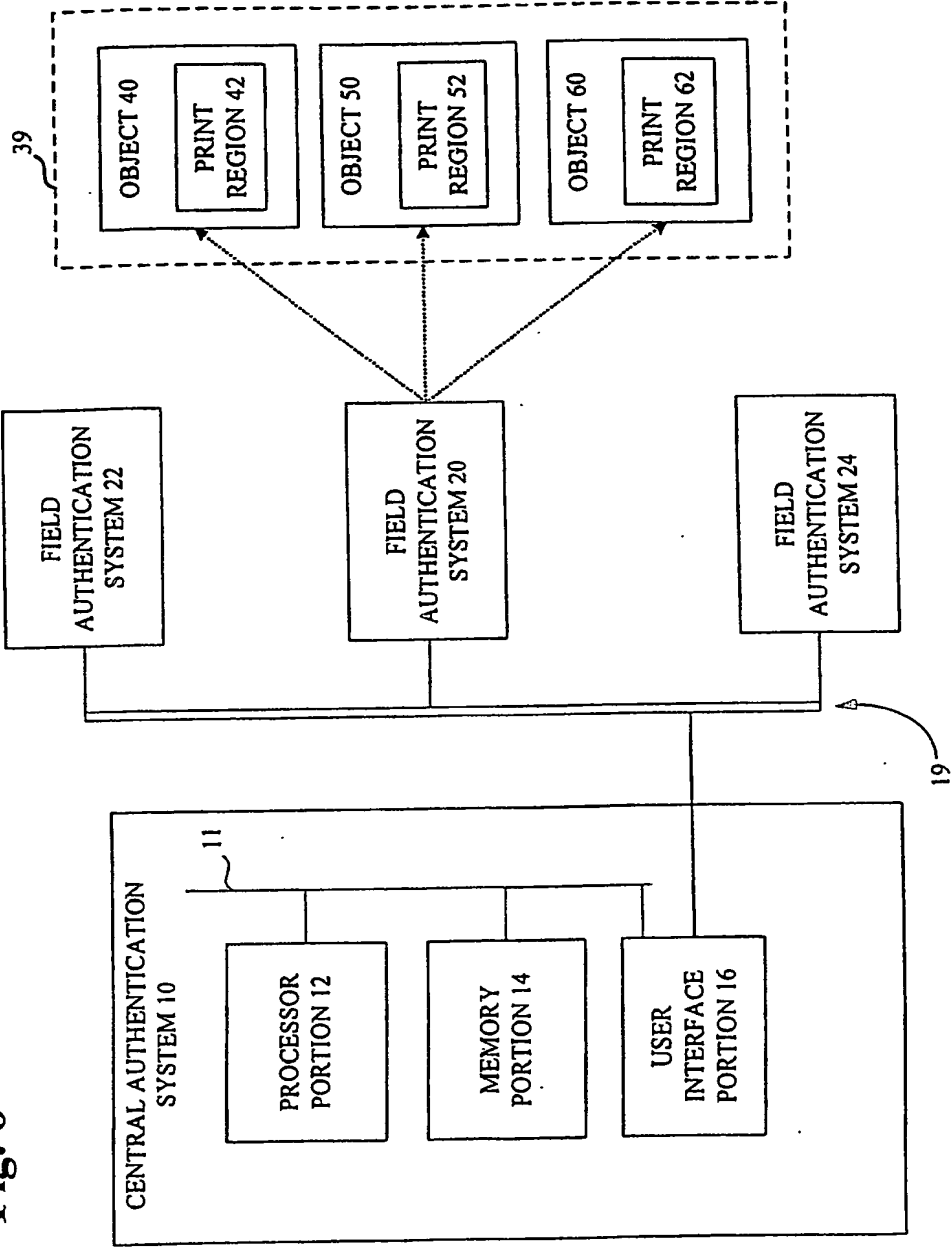 Fig.
CENTRAL AUTHENTICATION
SYSTEM 10
11
PROCESSOR
PORTION 12
MEMORY
PORTION 14
USER
INTERFACE
PORTION 16
19
FIELD
AUTHENTICATION
SYSTEM 22
FIELD
AUTHENTICATION
SYSTEM 20
FIELD
AUTHENTICATION
SYSTEM 24
39
OBJECT 40
PRINT
REGION 42
OBJECT 50
PRINT
REGION 52
OBJECT 60
PRINT
REGION 62